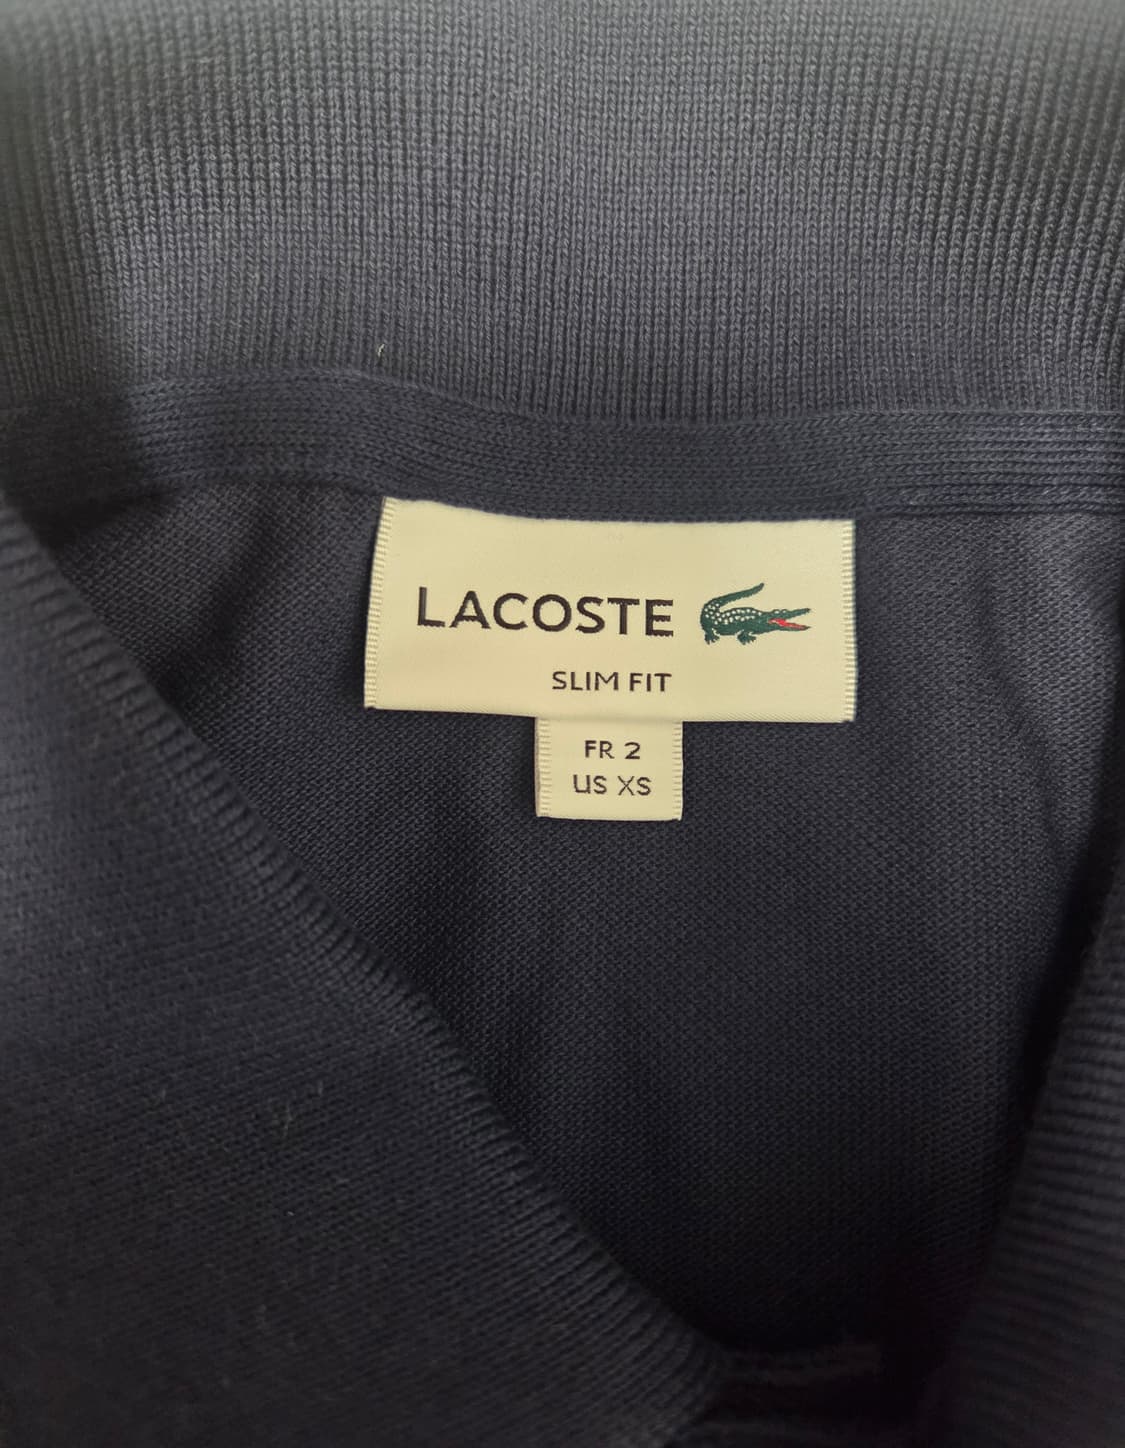 LACOSTE
SLIM FIT
FR 2
US XS